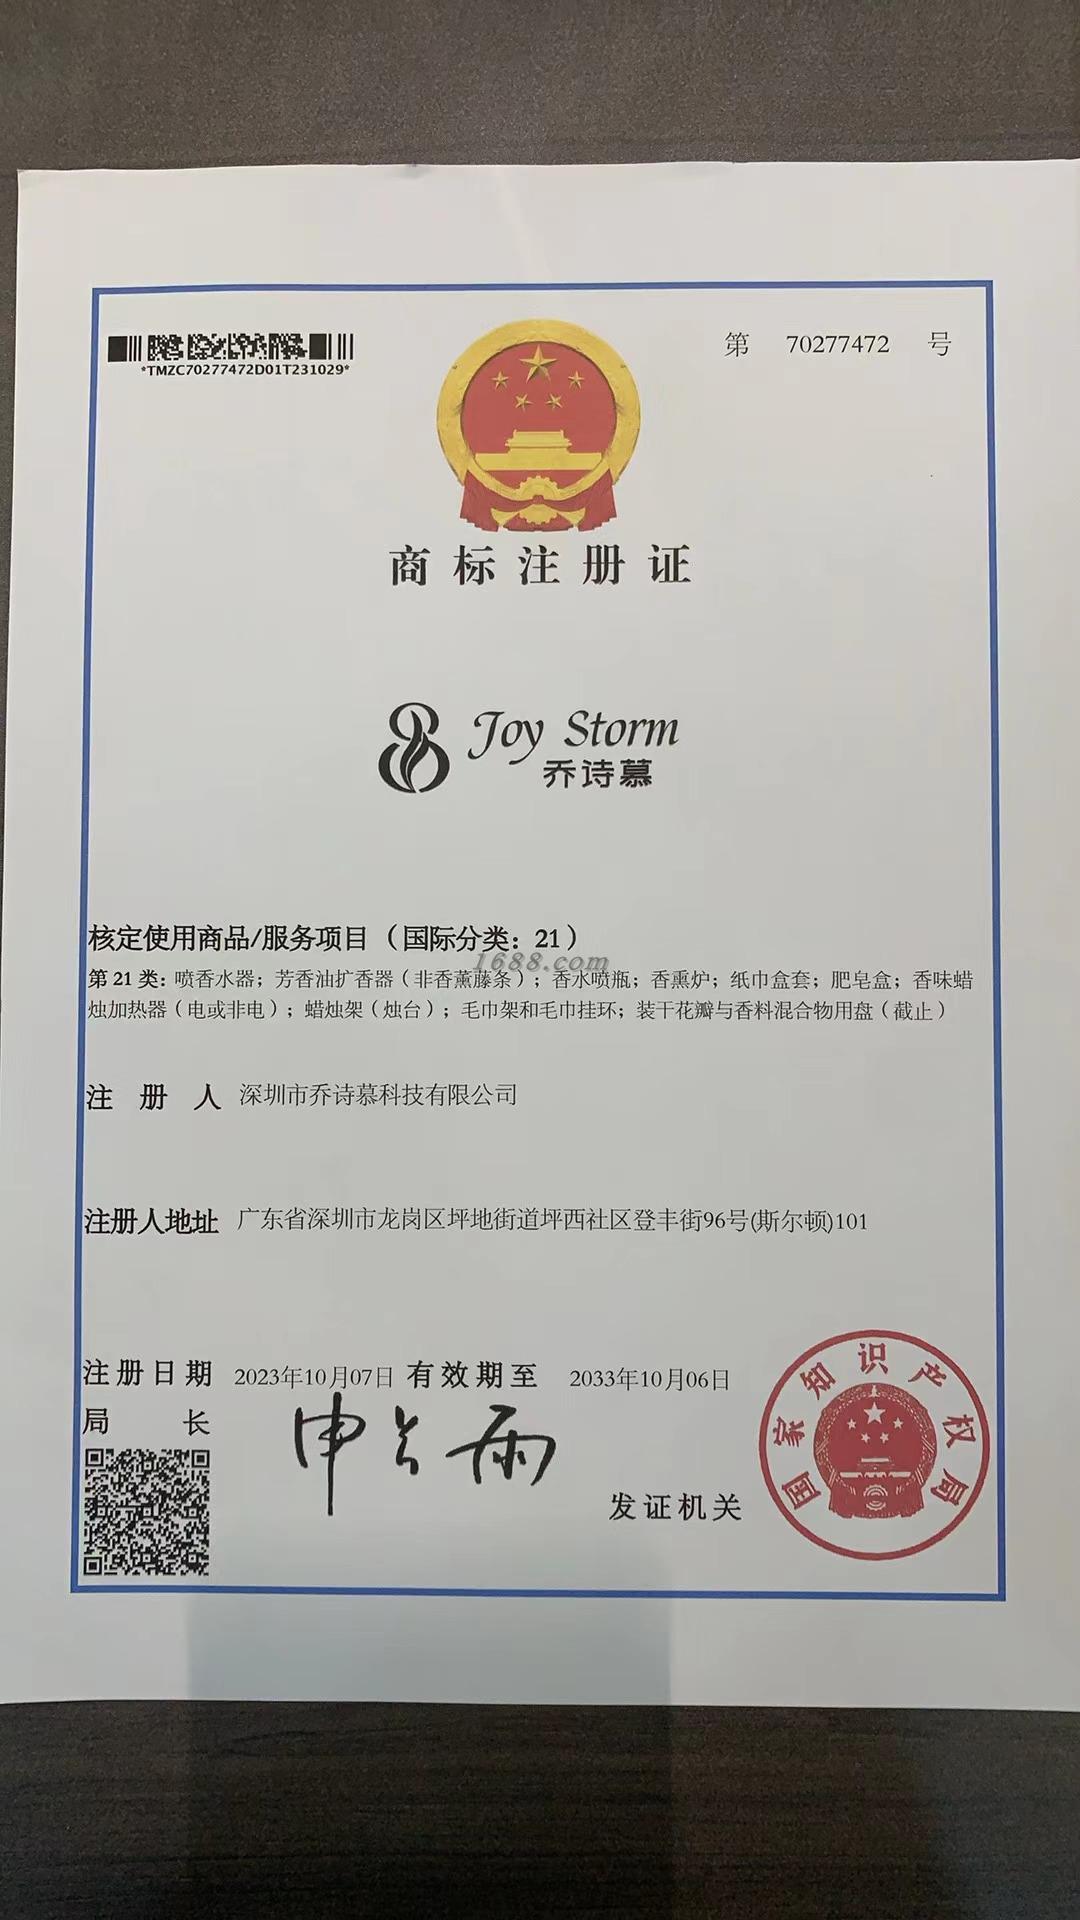 *TMZC70277472D01T231029*
第 70277472 号
商标注册证
Joy Storm
乔诗慕
核定使用商品/服务项目（国际分类：21）
1688.com
第 21 类：喷香水器；芳香油扩香器（非香薰藤条）；香水喷瓶；香熏炉；纸巾盒套；肥皂盒；香味蜡
烛加热器（电或非电）；蜡烛架（烛台）；毛巾架和毛巾挂环；装干花瓣与香料混合物用盘（截止）
注册人 深圳市乔诗慕科技有限公司
注册人地址 广东省深圳市龙岗区坪地街道坪西社区登丰街96号(斯尔顿)101
注册日期 2023年10月07日 有效期至 2033年10月06日
局长 申长雨
发证机关
国家知识产权局